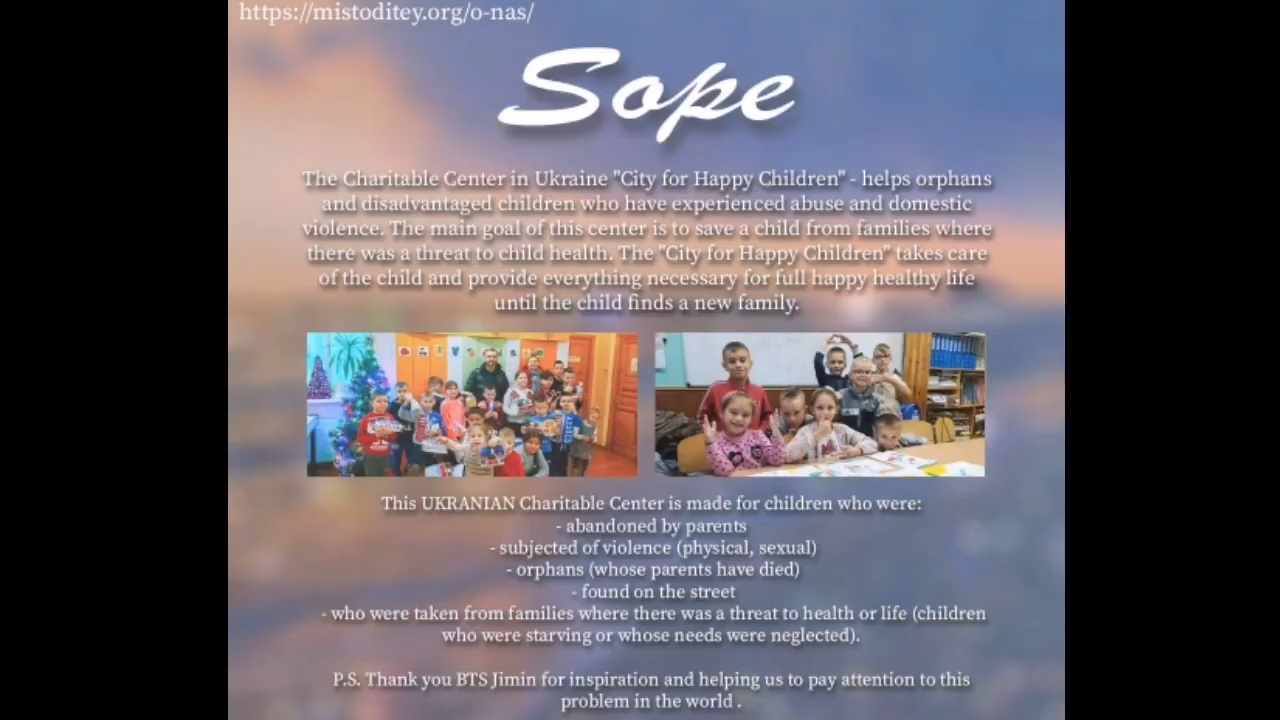 https://mistoditey.org/o-nas/
Sope
The Charitable Center in Ukraine "City for Happy Children" - helps orphans
and disadvantaged children who have experienced abuse and domestic
violence. The main goal of this center is to save a child from families where
there was a threat to child health. The "City for Happy Children" takes care
of the child and provide everything necessary for full happy healthy life
until the child finds a new family.
This UKRANIAN Charitable Center is made for children who were:
- abandoned by parents
- subjected of violence (physical, sexual)
- orphans (whose parents have died)
- found on the street
- who were taken from families where there was a threat to health or life (children
who were starving or whose needs were neglected).
P.S. Thank you BTS Jimin for inspiration and helping us to pay attention to this
problem in the world .